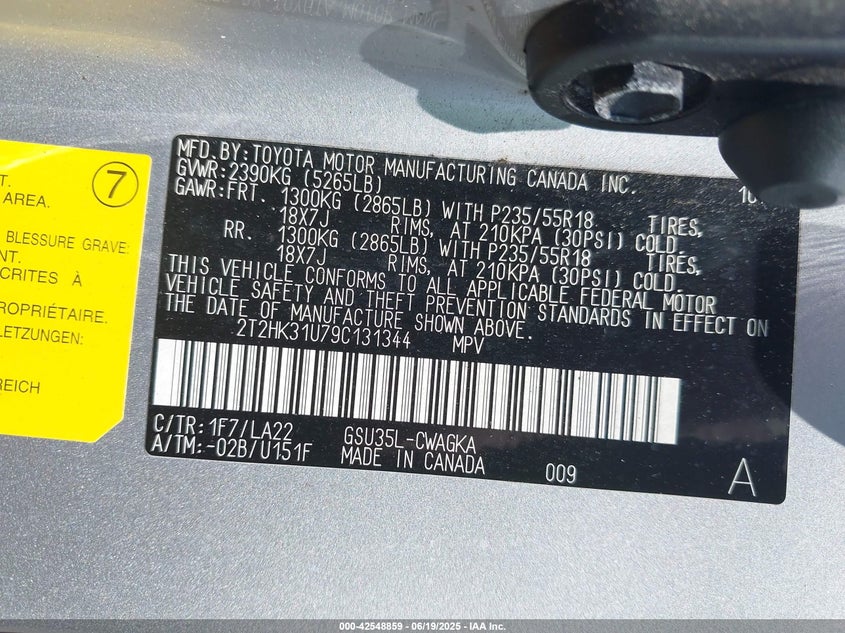 MFD. BY: TOYOTA MOTOR MANUFACTURING CANADA INC. 10
GVWR: 2390KG (5265LB)
GAWR: FRT. 1300KG (2865LB) WITH P235/55R18 TIRES,
18X7J RIMS, AT 210KPA (30PSI) COLD
RR. 1300KG (2865LB) WITH P235/55R18 TIRES,
18X7J RIMS, AT 210KPA (30PSI) COLD.
THIS VEHICLE CONFORMS TO ALL APPLICABLE FEDERAL MOTOR
VEHICLE SAFETY AND THEFT PREVENTION STANDARDS IN EFFECT ON
THE DATE OF MANUFACTURE SHOWN ABOVE.
2T2HK31U79C131344 MPV
C/TR: 1F7/LA22 GSU35L-CWAGKA
A/TM: -02B/U151F MADE IN CANADA 009 A
7
T.
AREA.
BLESSURE GRAVE:
ENT.
CRITES À
PROPRIÉTAIRE.
LETZUNGEN:
REICH
000-42548859 - 06/19/2025 - IAA Inc.